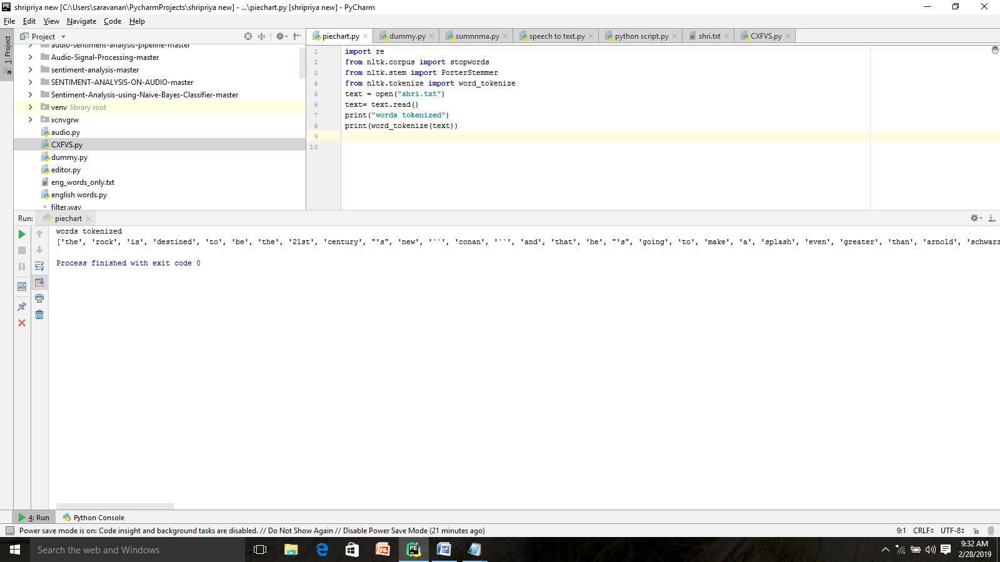 shripriya new [C:\Users\saravanan\PycharmProjects\shripriya new] - ...\piechart.py [shripriya new] - PyCharm
File Edit View Navigate Code Help
1: Project
Project
audio-sentiment-analysis-pipeline-master
Audio-Signal-Processing-master
sentiment-analysis-master
SENTIMENT-ANALYSIS-ON-AUDIO-master
Sentiment-Analysis-using-Naive-Bayes-Classifier-master
venv library root
xcnvgrw
audio.py
CXFVS.py
dummy.py
editor.py
eng_words_only.txt
english words.py
filter.wav
piechart.py dummy.py sumnnma.py speech to text.py python script.py shri.txt CXFVS.py
1 import re
2 from nltk.corpus import stopwords
3 from nltk.stem import PorterStemmer
4 from nltk.tokenize import word_tokenize
5 text = open("shri.txt")
6 text= text.read()
7 print("words tokenized")
8 print(word_tokenize(text))
9
10
Run: piechart
words tokenized
['the', 'rock', 'is', 'destined', 'to', 'be', 'the', '21st', 'century', "'s", 'new', '``', 'conan', '``', 'and', 'that', 'he', "'s", 'going', 'to', 'make', 'a', 'splash', 'even', 'greater', 'than', 'arnold', 'schwarz
Process finished with exit code 0
4: Run Python Console
Power save mode is on: Code insight and background tasks are disabled. // Do Not Show Again // Disable Power Save Mode (21 minutes ago)
9:1 CRLF UTF-8
Search the web and Windows
9:32 AM
2/28/2019